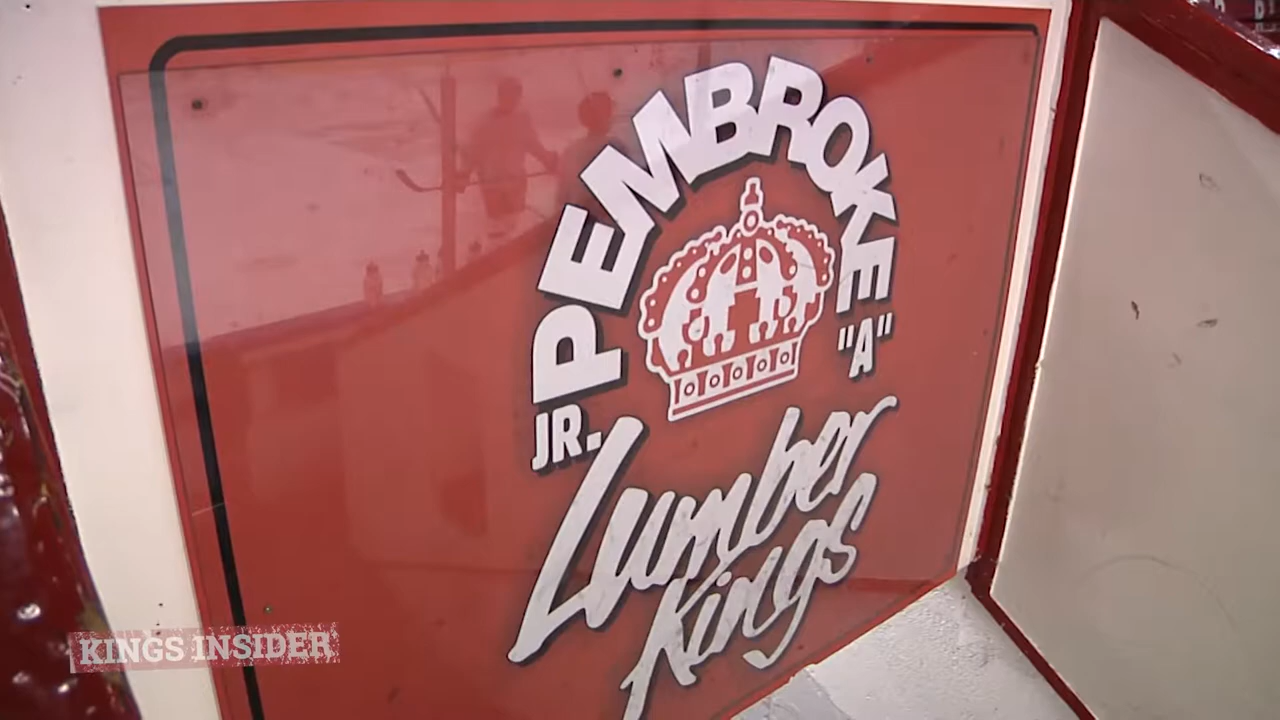 PEMBROKE
JR. "A"
Lumber
Kings
KINGS INSIDER